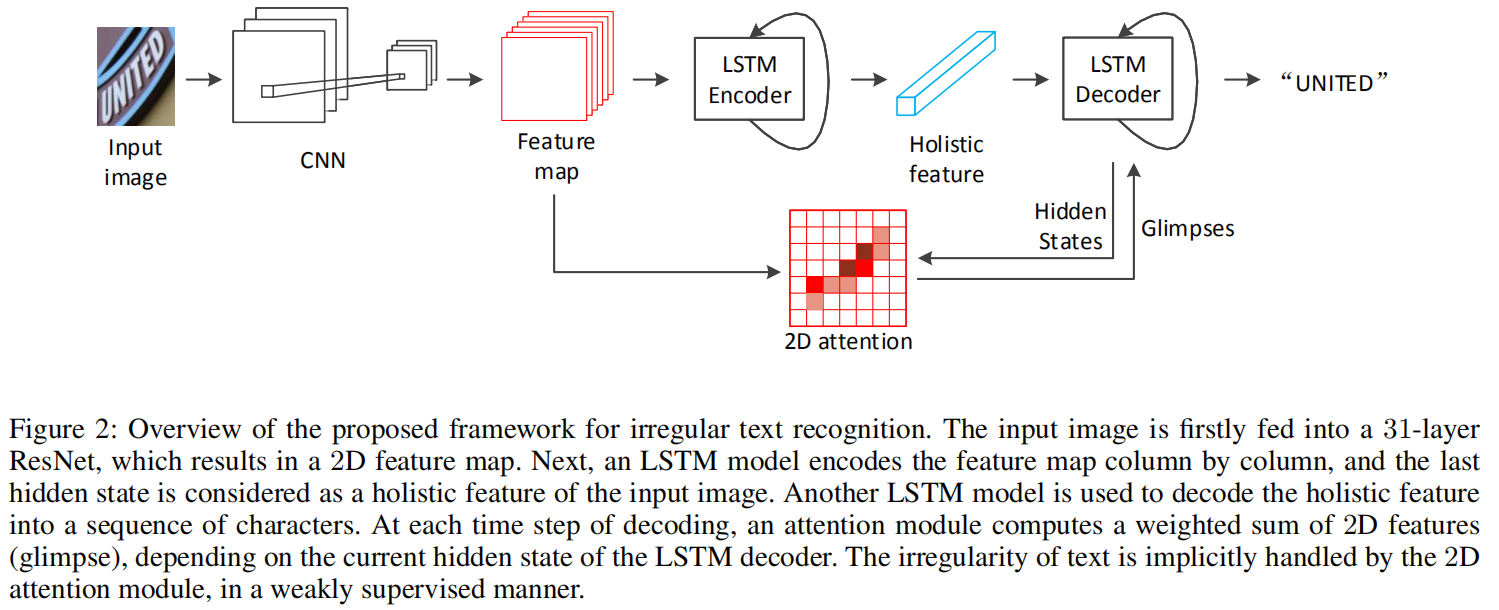 UNITED
LSTM
Encoder
LSTM
Decoder
“UNITED”
Input
image
CNN
Feature
map
Holistic
feature
Hidden
States
Glimpses
2D attention
Figure 2: Overview of the proposed framework for irregular text recognition. The input image is firstly fed into a 31-layer
ResNet, which results in a 2D feature map. Next, an LSTM model encodes the feature map column by column, and the last
hidden state is considered as a holistic feature of the input image. Another LSTM model is used to decode the holistic feature
into a sequence of characters. At each time step of decoding, an attention module computes a weighted sum of 2D features
(glimpse), depending on the current hidden state of the LSTM decoder. The irregularity of text is implicitly handled by the 2D
attention module, in a weakly supervised manner.